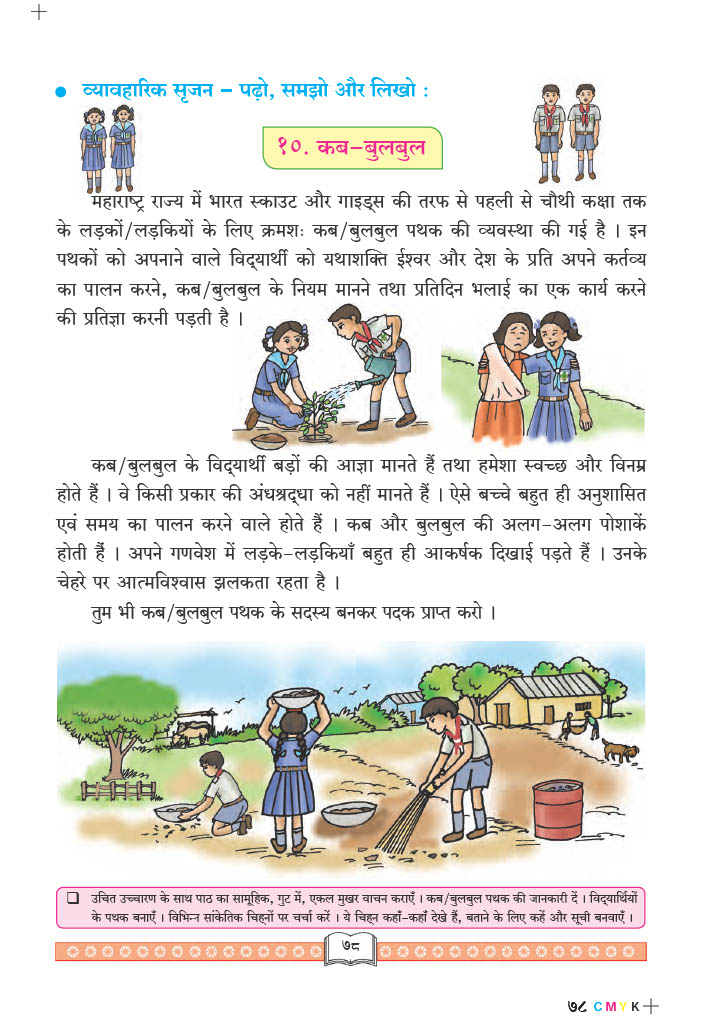 ● व्यावहारिक सृजन – पढ़ो, समझो और लिखो :
१०. कब-बुलबुल
महाराष्ट्र राज्य में भारत स्काउट और गाइड्स की तरफ से पहली से चौथी कक्षा तक
के लड़कों/लड़कियों के लिए क्रमशः कब/बुलबुल पथक की व्यवस्था की गई है । इन
पथकों को अपनाने वाले विद्यार्थी को यथाशक्ति ईश्वर और देश के प्रति अपने कर्तव्य
का पालन करने, कब/बुलबुल के नियम मानने तथा प्रतिदिन भलाई का एक कार्य करने
की प्रतिज्ञा करनी पड़ती है ।
कब/बुलबुल के विद्यार्थी बड़ों की आज्ञा मानते हैं तथा हमेशा स्वच्छ और विनम्र
होते हैं । वे किसी प्रकार की अंधश्रद्धा को नहीं मानते हैं । ऐसे बच्चे बहुत ही अनुशासित
एवं समय का पालन करने वाले होते हैं । कब और बुलबुल की अलग-अलग पोशाकें
होती हैं । अपने गणवेश में लड़के-लड़कियाँ बहुत ही आकर्षक दिखाई पड़ते हैं । उनके
चेहरे पर आत्मविश्वास झलकता रहता है ।
तुम भी कब/बुलबुल पथक के सदस्य बनकर पदक प्राप्त करो ।
❑ उचित उच्चारण के साथ पाठ का सामूहिक, गुट में, एकल मुखर वाचन कराएँ । कब/बुलबुल पथक की जानकारी दें । विद्यार्थियों
के पथक बनाएँ । विभिन्न सांकेतिक चिह्नों पर चर्चा करें । ये चिह्न कहाँ-कहाँ देखे हैं, बताने के लिए कहें और सूची बनवाएँ ।
७८
७८ C M Y K